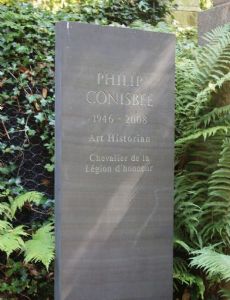 PHILIP
CONISBEE
1946 - 2008
Art Historian
Chevalier de la
Légion d'honneur